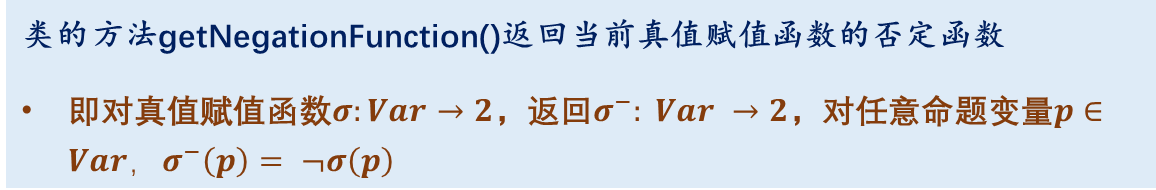 类的方法getNegationFunction()返回当前真值赋值函数的否定函数
• 即对真值赋值函数σ: Var → 2，返回σ⁻: Var → 2，对任意命题变量p ∈
Var, σ⁻(p) = ¬σ(p)